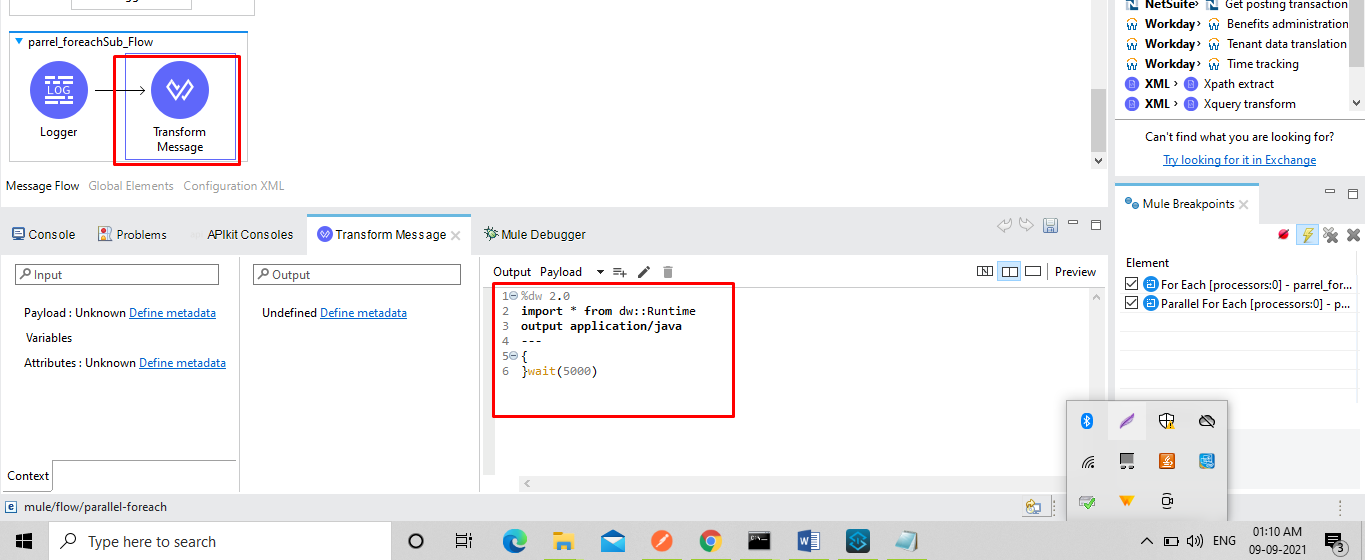 parrel_foreachSub_Flow
LOG
Logger
Transform
Message
Message Flow Global Elements Configuration XML
NetSuite > Get posting transaction
Workday > Benefits administration
Workday > Tenant data translation
Workday > Time tracking
XML > Xpath extract
XML > Xquery transform
Can't find what you are looking for?
Try looking for it in Exchange
Console Problems APIkit Consoles Transform Message Mule Debugger
Input
Payload : Unknown Define metadata
Variables
Attributes : Unknown Define metadata
Context
Output
Undefined Define metadata
Output Payload Preview
1 %dw 2.0
2 import * from dw::Runtime
3 output application/java
4 ---
5 {
6 }wait(5000)
Mule Breakpoints
Element
For Each [processors:0] - parrel_for...
Parallel For Each [processors:0] - p...
mule/flow/parallel-foreach
Type here to search
ENG
01:10 AM
09-09-2021
3